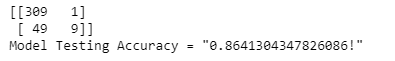 [[309   1]
 [ 49   9]]
Model Testing Accuracy = "0.8641304347826086!"